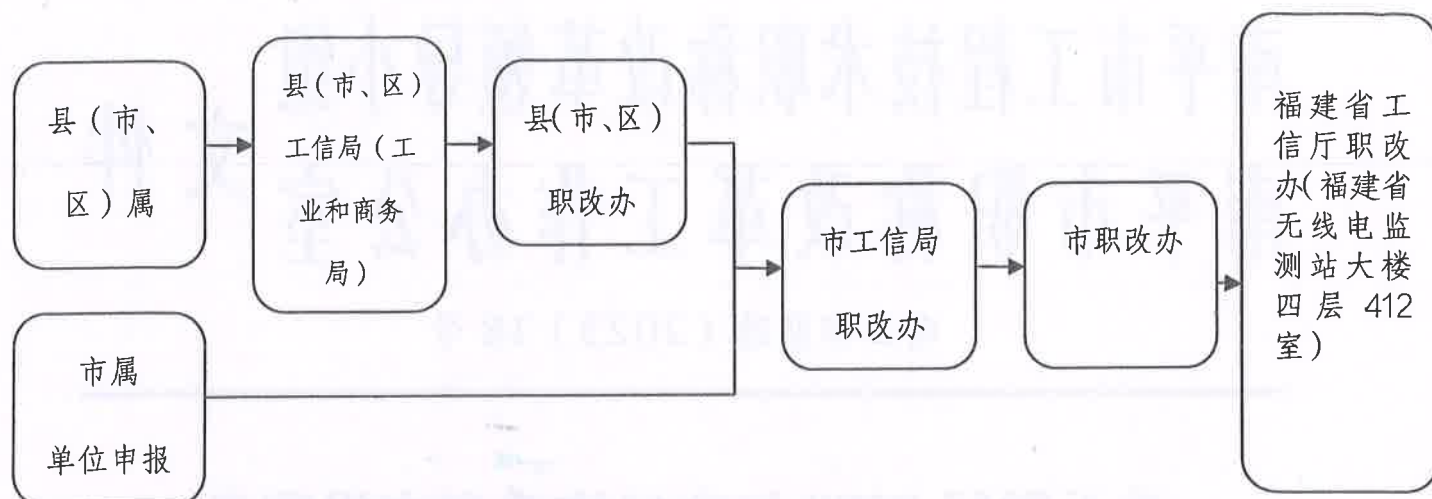 县（市、
区）属
县（市、区）
工信局（工
业和商务
局）
县（市、区）
职改办
市属
单位申报
市工信局
职改办
市职改办
福建省工
信厅职改
办（福建省
无线电监
测站大楼
四层 412
室）